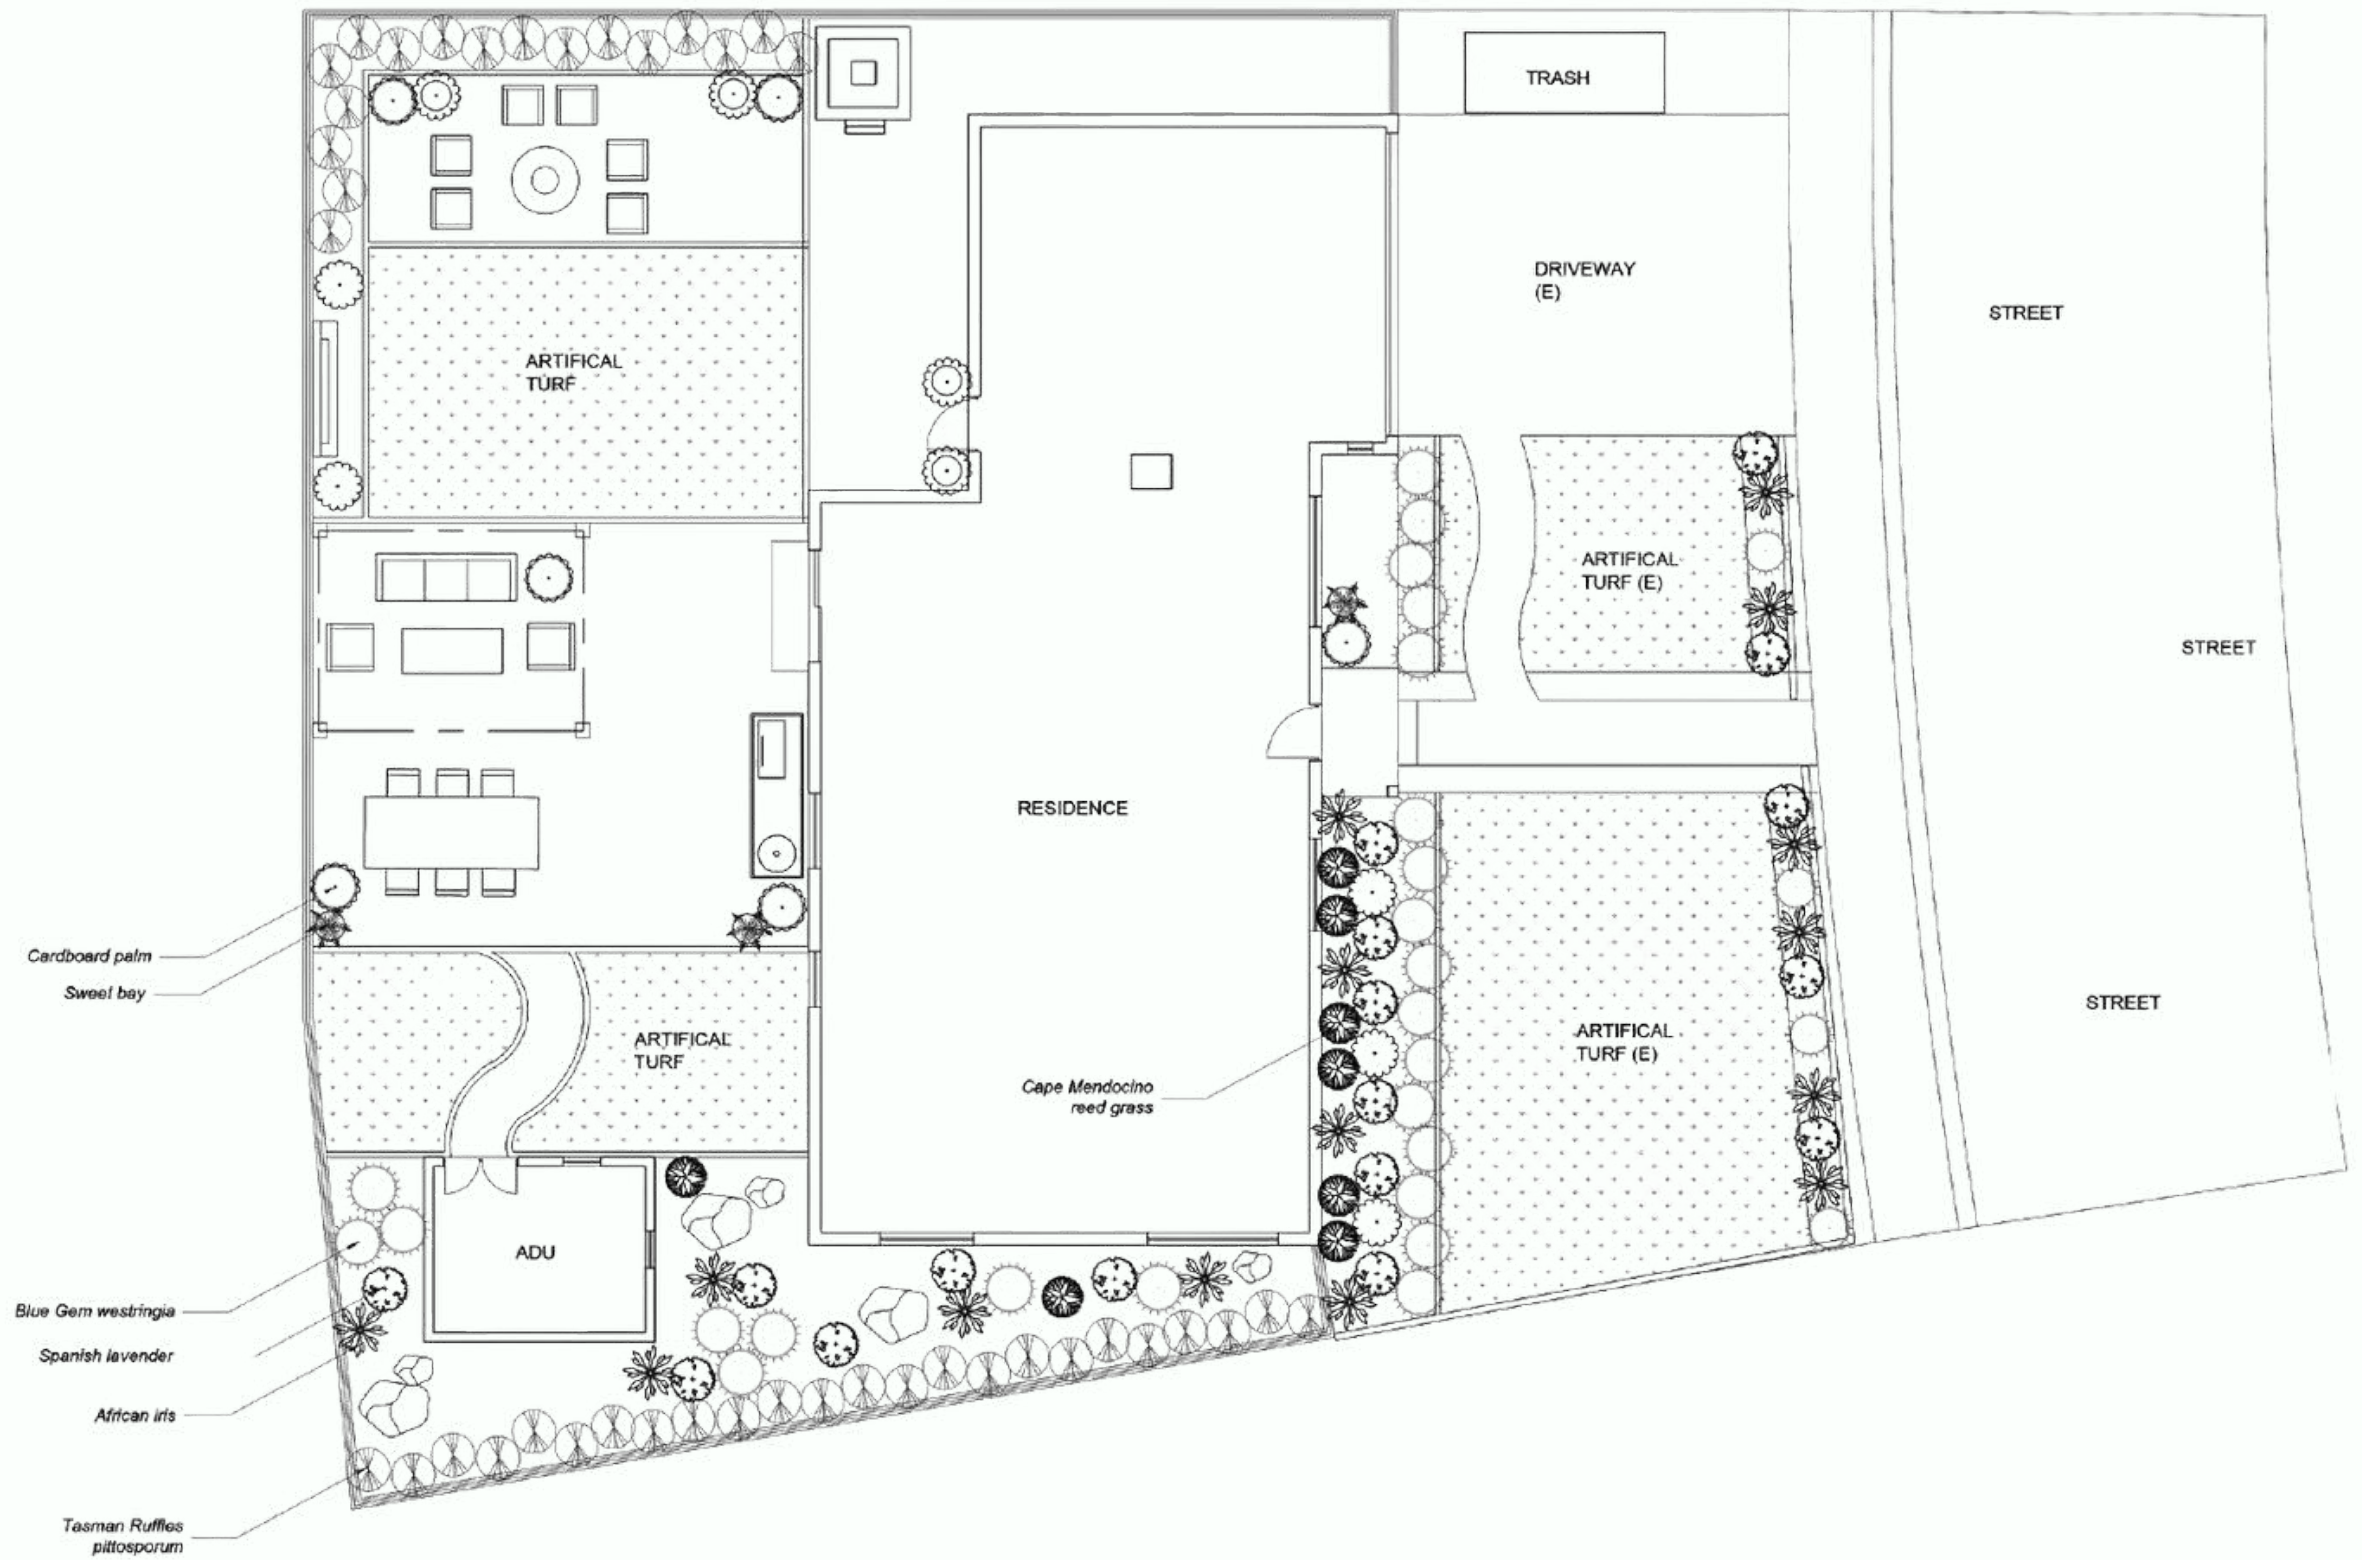 TRASH
DRIVEWAY
(E)
STREET
ARTIFICAL
TURF
ARTIFICAL
TURF (E)
STREET
RESIDENCE
Cardboard palm
Sweet bay
STREET
ARTIFICAL
TURF
ARTIFICAL
TURF (E)
Cape Mendocino
reed grass
ADU
Blue Gem westringia
Spanish lavender
African iris
Tasman Ruffles
pittosporum